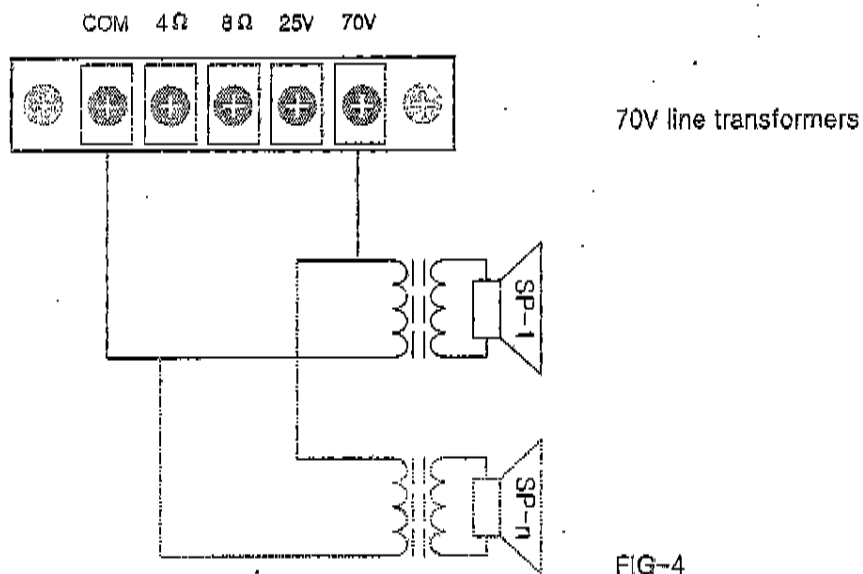 COM 4Ω 8Ω 25V 70V
70V line transformers
SP-1
SP-n
FIG-4